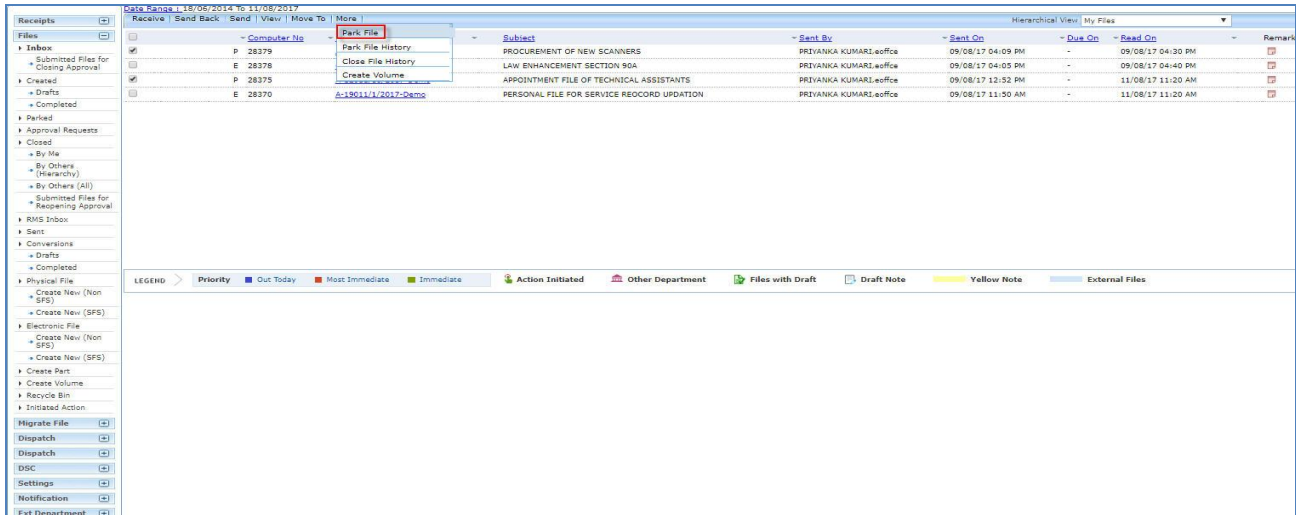 Date Range : 18/06/2014 To 11/08/2017
Receive | Send Back | Send | View | Move To | More |
Hierarchical View My Files
Park File
Park File History
Close File History
Create Volume
Computer No Subject Sent By Sent On Due On Read On Remark
P 28379 PROCUREMENT OF NEW SCANNERS PRIYANKA KUMARI.eoffce 09/08/17 04:09 PM - 09/08/17 04:30 PM
E 28378 LAW ENHANCEMENT SECTION 90A PRIYANKA KUMARI.eoffce 09/08/17 04:05 PM - 09/08/17 04:40 PM
P 28375 APPOINTMENT FILE OF TECHNICAL ASSISTANTS PRIYANKA KUMARI.eoffce 09/08/17 12:52 PM - 11/08/17 11:20 AM
E 28370 A-19011/1/2017-Demo PERSONAL FILE FOR SERVICE REOCORD UPDATION PRIYANKA KUMARI.eoffce 09/08/17 11:50 AM - 11/08/17 11:20 AM
LEGEND Priority Out Today Most Immediate Immediate Action Initiated Other Department Files with Draft Draft Note Yellow Note External Files
Receipts
Files
Inbox
Submitted Files for
Closing Approval
Created
Drafts
Completed
Parked
Approval Requests
Closed
By Me
By Others
(Hierarchy)
By Others (All)
Submitted Files for
Reopening Approval
RMS Inbox
Sent
Conversions
Drafts
Completed
Physical File
Create New (Non
SFS)
Create New (SFS)
Electronic File
Create New (Non
SFS)
Create New (SFS)
Create Part
Create Volume
Recycle Bin
Initiated Action
Migrate File
Dispatch
Dispatch
DSC
Settings
Notification
Ext Department